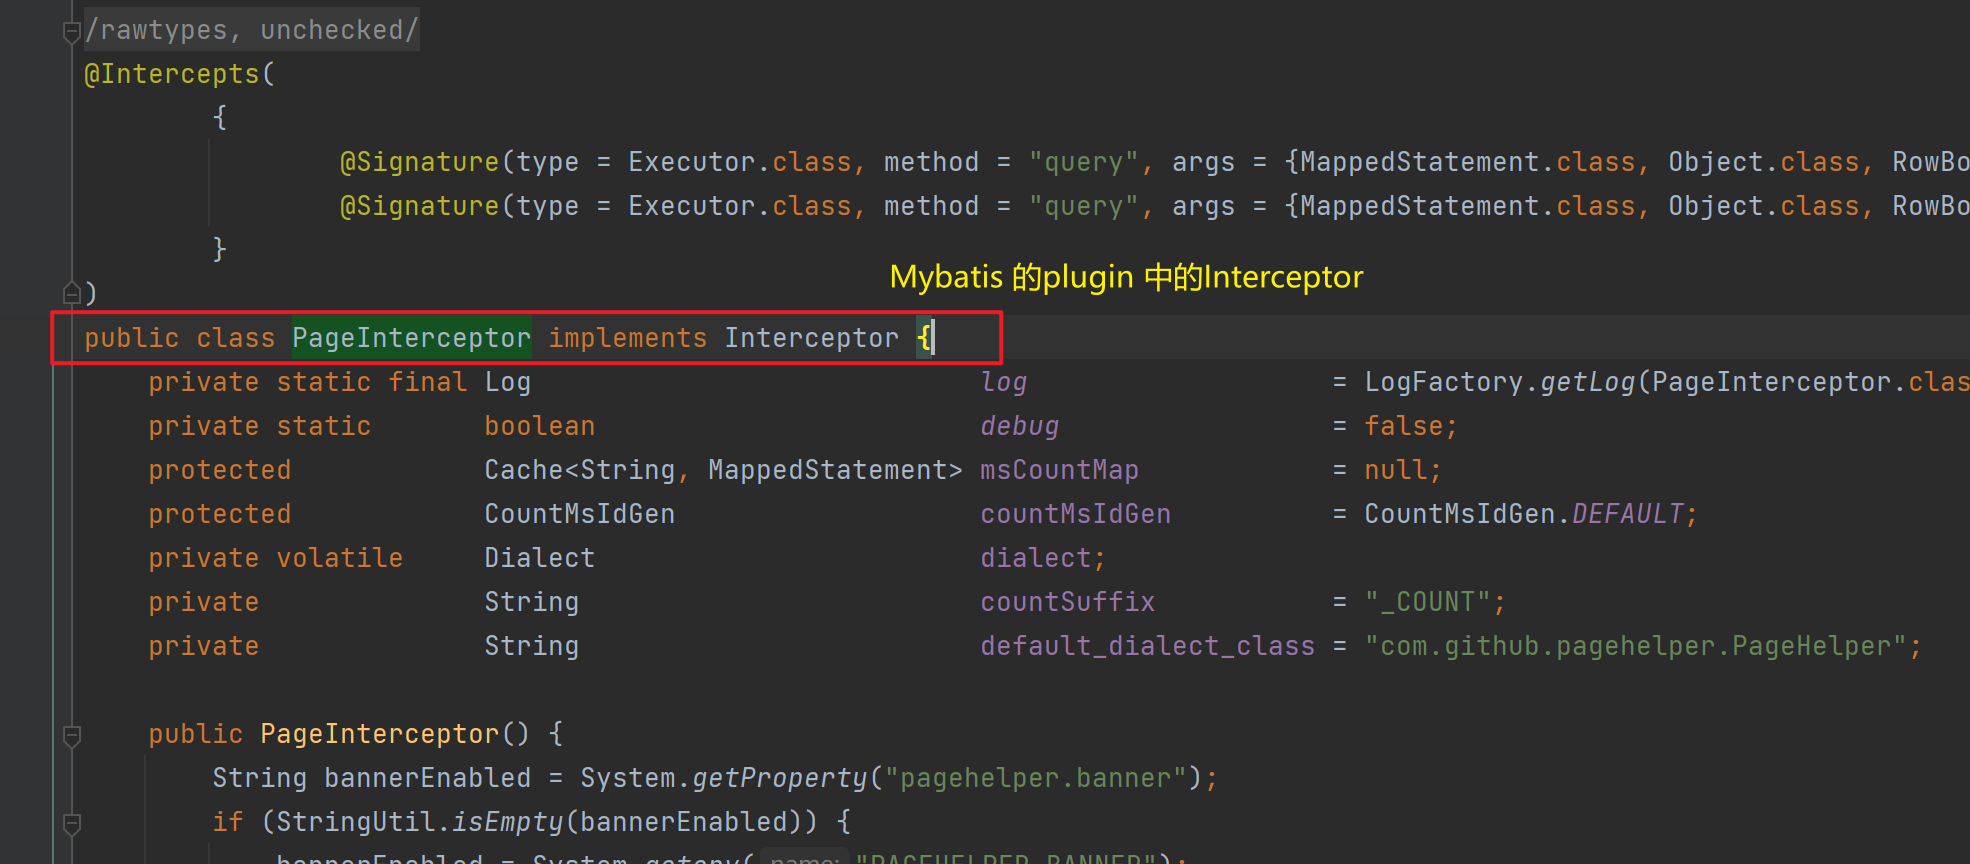 /rawtypes, unchecked/
@Intercepts(
{
@Signature(type = Executor.class, method = "query", args = {MappedStatement.class, Object.class, RowBo
@Signature(type = Executor.class, method = "query", args = {MappedStatement.class, Object.class, RowBo
}
Mybatis 的plugin 中的Interceptor
)
public class PageInterceptor implements Interceptor {
private static final Log log = LogFactory.getLog(PageInterceptor.clas
private static boolean debug = false;
protected Cache<String, MappedStatement> msCountMap = null;
protected CountMsIdGen countMsIdGen = CountMsIdGen.DEFAULT;
private volatile Dialect dialect;
private String countSuffix = "_COUNT";
private String default_dialect_class = "com.github.pagehelper.PageHelper";
public PageInterceptor() {
String bannerEnabled = System.getProperty("pagehelper.banner");
if (StringUtil.isEmpty(bannerEnabled)) {
bannerEnabled = System.getenv( name: "PAGEHELPER_BANNER");